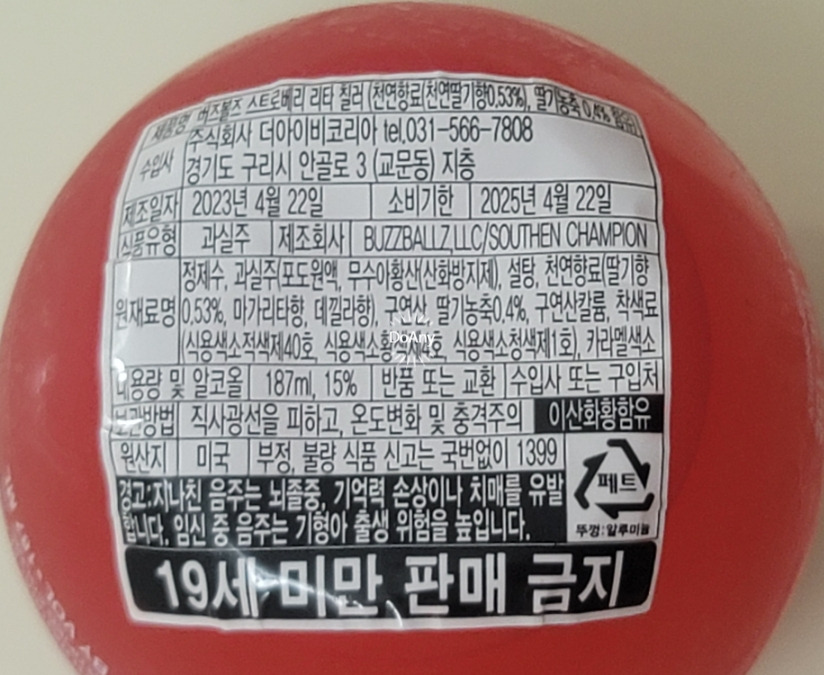 제품명 버즈볼즈 스트로베리 리타 칠러 (천연향료(천연딸기향0.53%), 딸기농축 0.4% 함유)
수입사 주식회사 더아이비코리아 tel.031-566-7808
경기도 구리시 안골로 3 (교문동) 지층
제조일자 2023년 4월 22일 소비기한 2025년 4월 22일
식품유형 과실주 제조회사 BUZZBALLZ,LLC/SOUTHEN CHAMPION
원재료명 정제수, 과실주(포도원액, 무수아황산(산화방지제), 설탕, 천연향료(딸기향
0.53%, 마가리타향, 데낄라향), 구연산, 딸기농축0.4%, 구연산칼륨, 착색료
(식용색소적색제40호, 식용색소황색제4호, 식용색소청색제1호), 카라멜색소
내용량 및 알코올 187ml, 15% 반품 또는 교환 수입사 또는 구입처
보관방법 직사광선을 피하고, 온도변화 및 충격주의 이산화황함유
원산지 미국 부정, 불량 식품 신고는 국번없이 1399
경고:지나친 음주는 뇌졸중, 기억력 손상이나 치매를 유발
합니다. 임신 중 음주는 기형아 출생 위험을 높입니다.
페트
뚜껑:알루미늄
19세 미만 판매 금지
DoAny